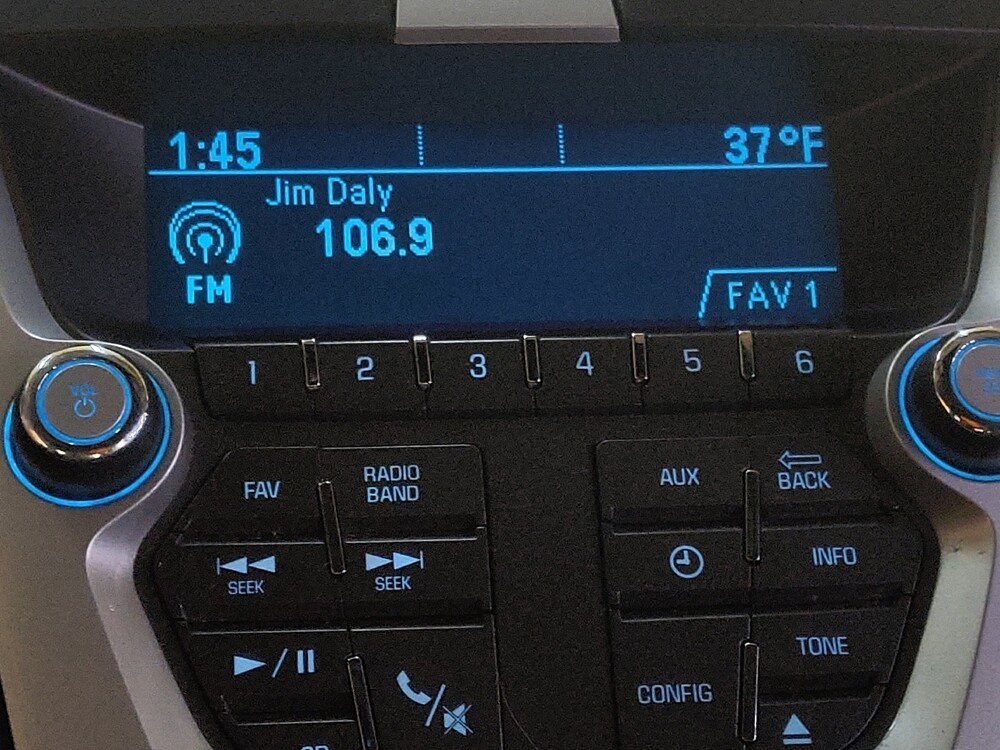 1:45 37°F
Jim Daly
106.9
FM
FAV 1
1 2 3 4 5 6
VOL
FAV
RADIO
BAND
AUX
BACK
SEEK
SEEK
INFO
TONE
CONFIG